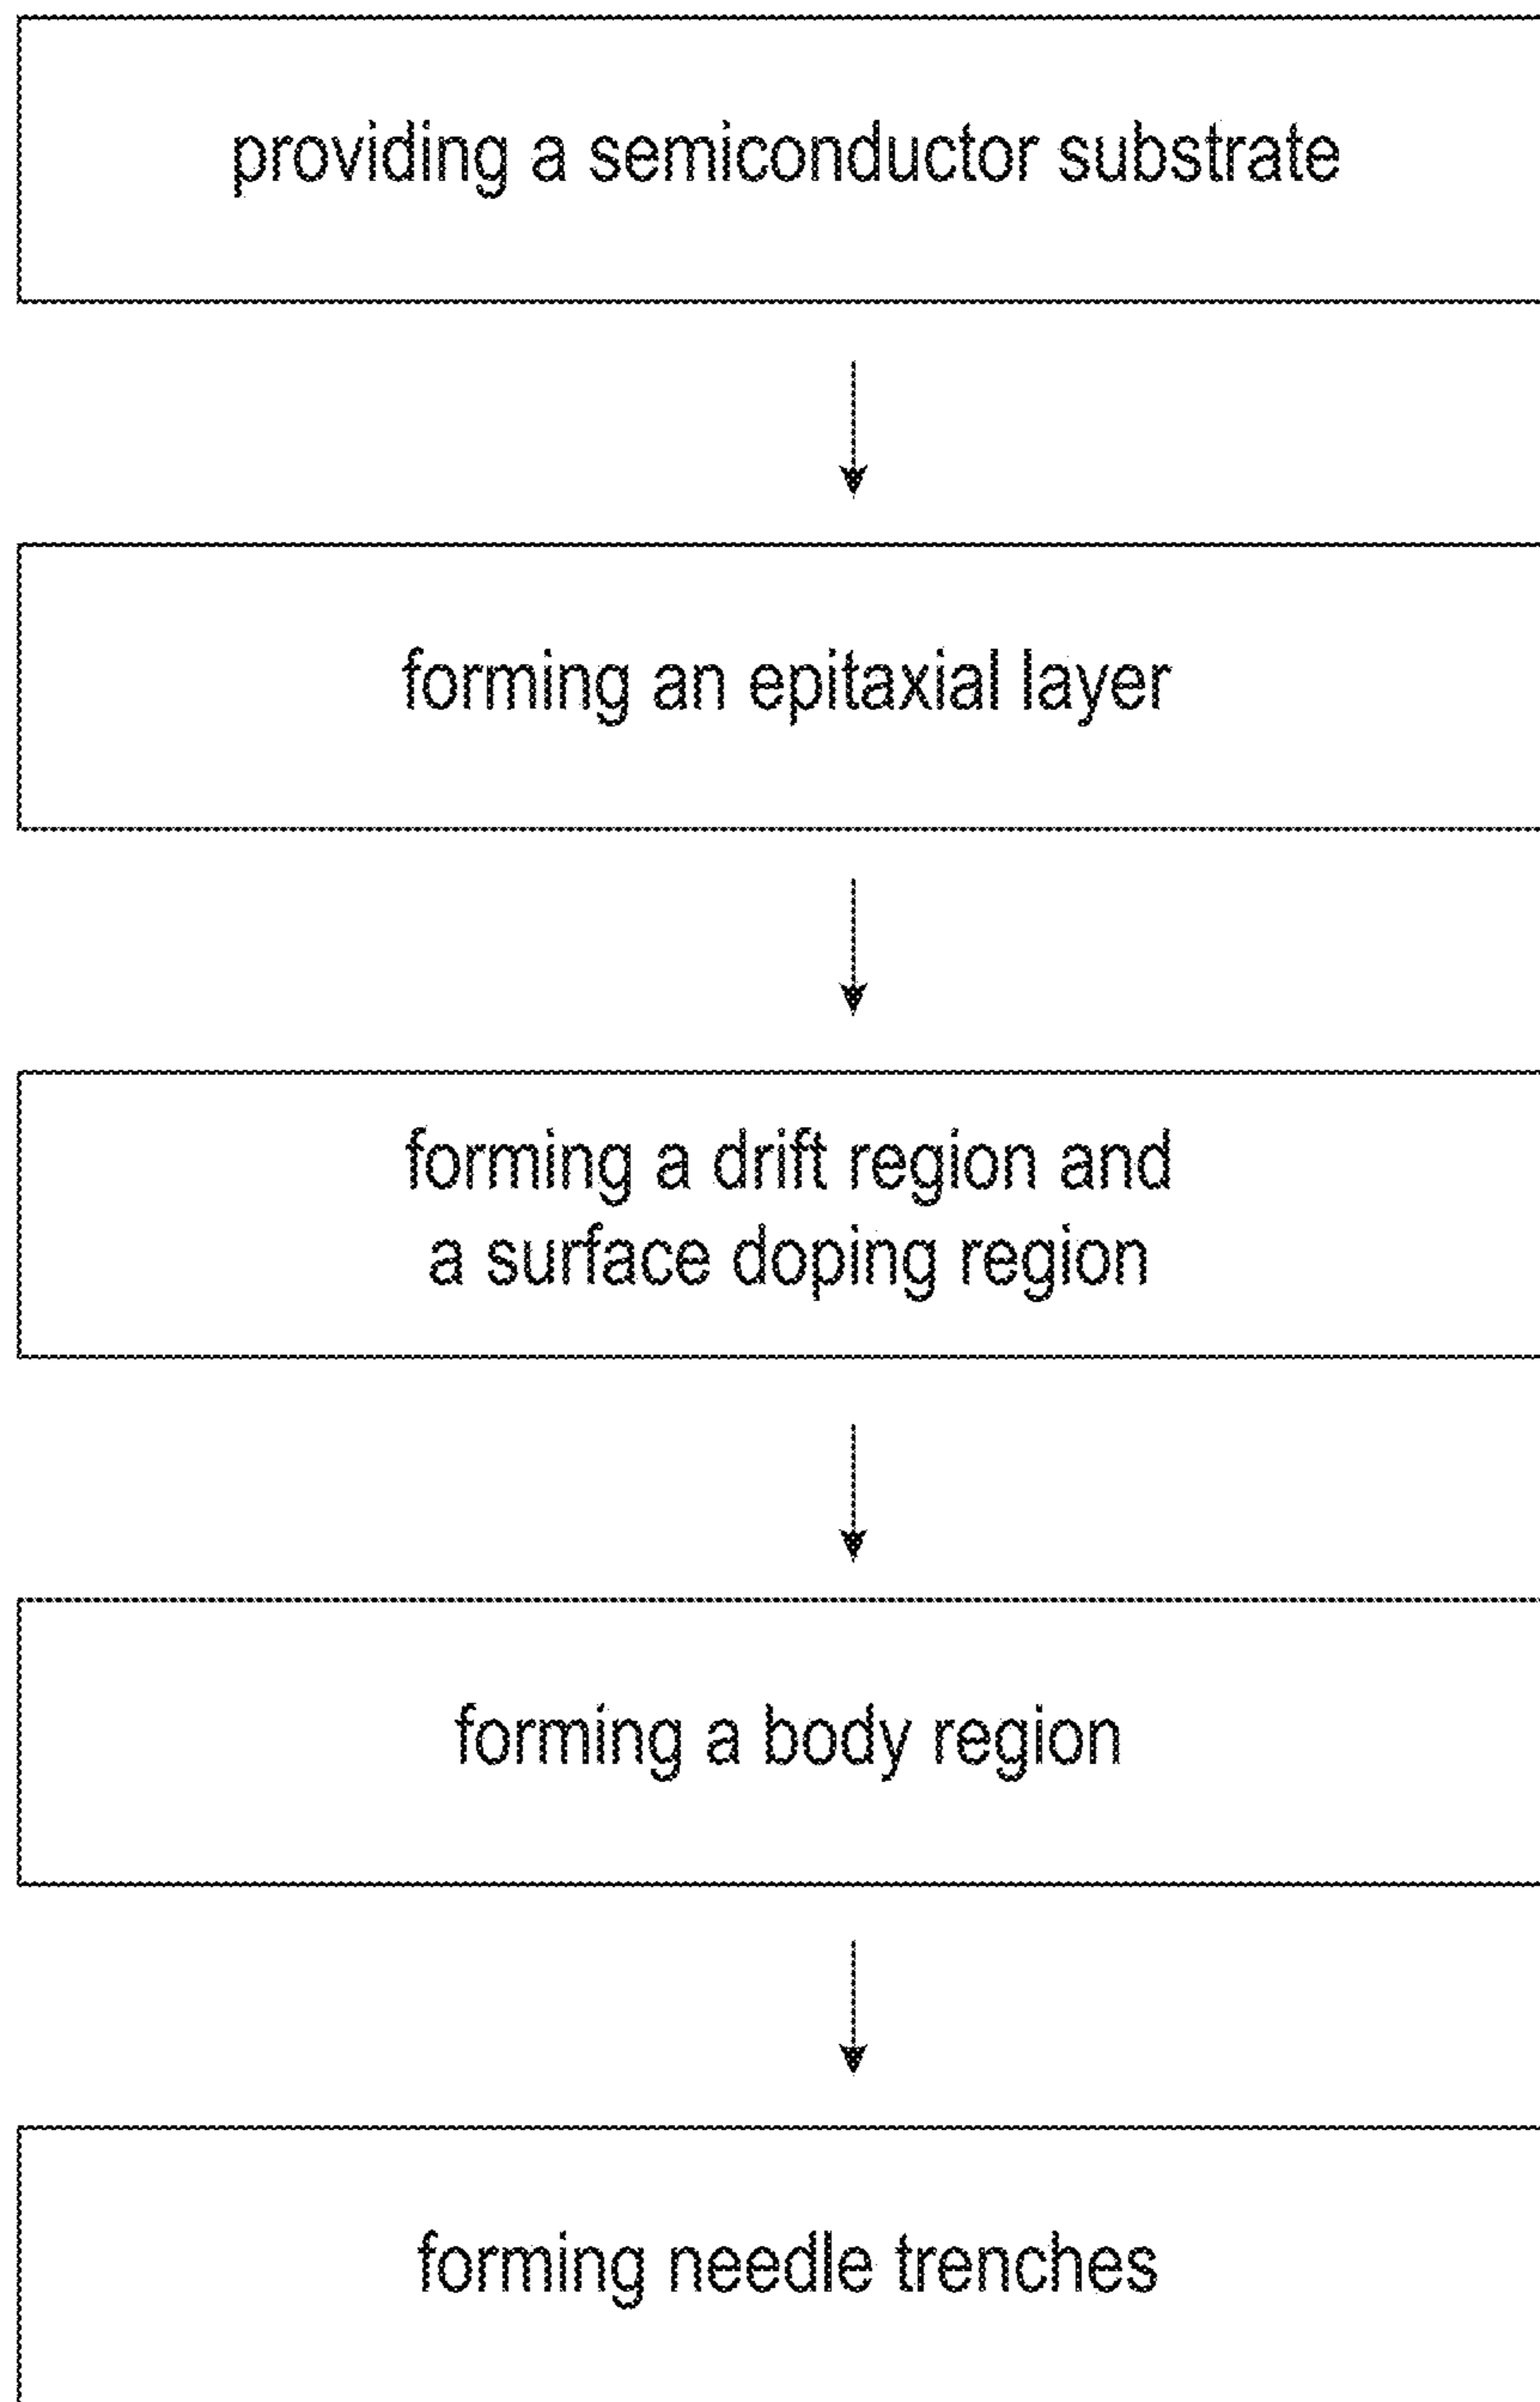 providing a semiconductor substrate
forming an epitaxial layer
forming a drift region and
a surface doping region
forming a body region
forming needle trenches